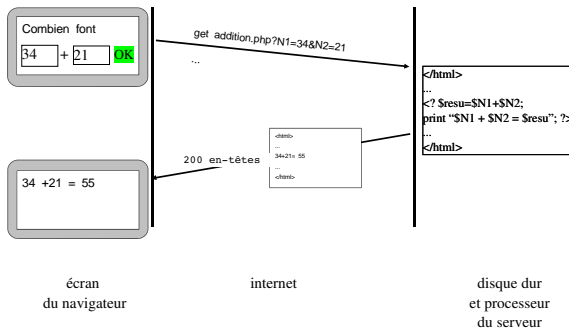 Combien font
34 + 21 OK
get addition.php?N1=34&N2=21
...
</html>
...
<? $resu=$N1+$N2;
print “$N1 + $N2 = $resu”; ?>
...
</html>
<html>
...
34+21= 55
...
</html>
200 en-têtes
34 +21 = 55
écran
du navigateur
internet
disque dur
et processeur
du serveur